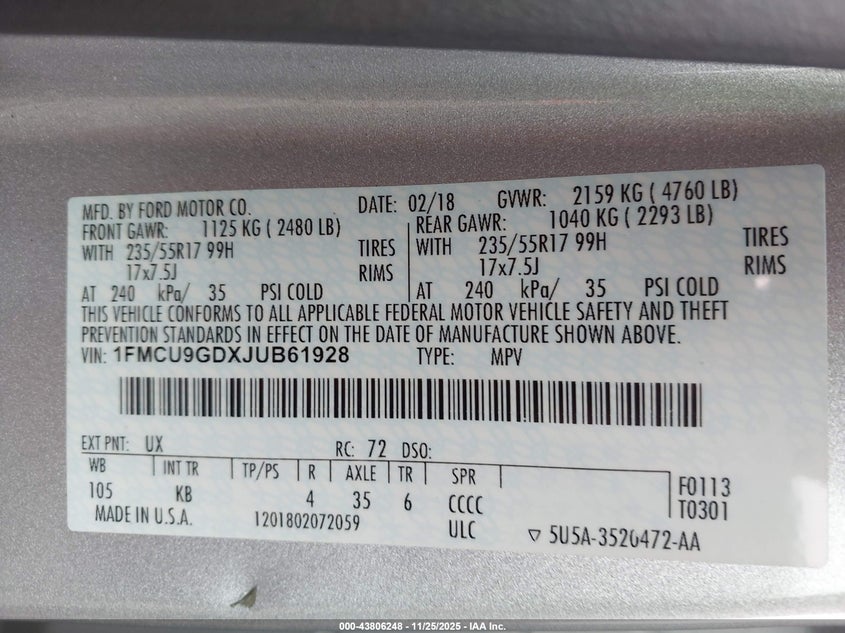 MFD. BY FORD MOTOR CO. DATE: 02/18 GVWR: 2159 KG ( 4760 LB)
FRONT GAWR: 1125 KG ( 2480 LB) REAR GAWR: 1040 KG ( 2293 LB)
WITH 235/55R17 99H TIRES WITH 235/55R17 99H TIRES
17x7.5J RIMS 17x7.5J RIMS
AT 240 kPa/ 35 PSI COLD AT 240 kPa/ 35 PSI COLD
THIS VEHICLE CONFORMS TO ALL APPLICABLE FEDERAL MOTOR VEHICLE SAFETY AND THEFT
PREVENTION STANDARDS IN EFFECT ON THE DATE OF MANUFACTURE SHOWN ABOVE.
VIN: 1FMCU9GDXJUB61928 TYPE: MPV
EXT PNT: UX RC: 72 DSO:
WB INT TR TP/PS R AXLE TR SPR F0113
105 KB 4 35 6 CCCC T0301
MADE IN U.S.A. 1201802072059 ULC ▽ 5U5A-3520472-AA
000-43806248 - 11/25/2025 - IAA Inc.